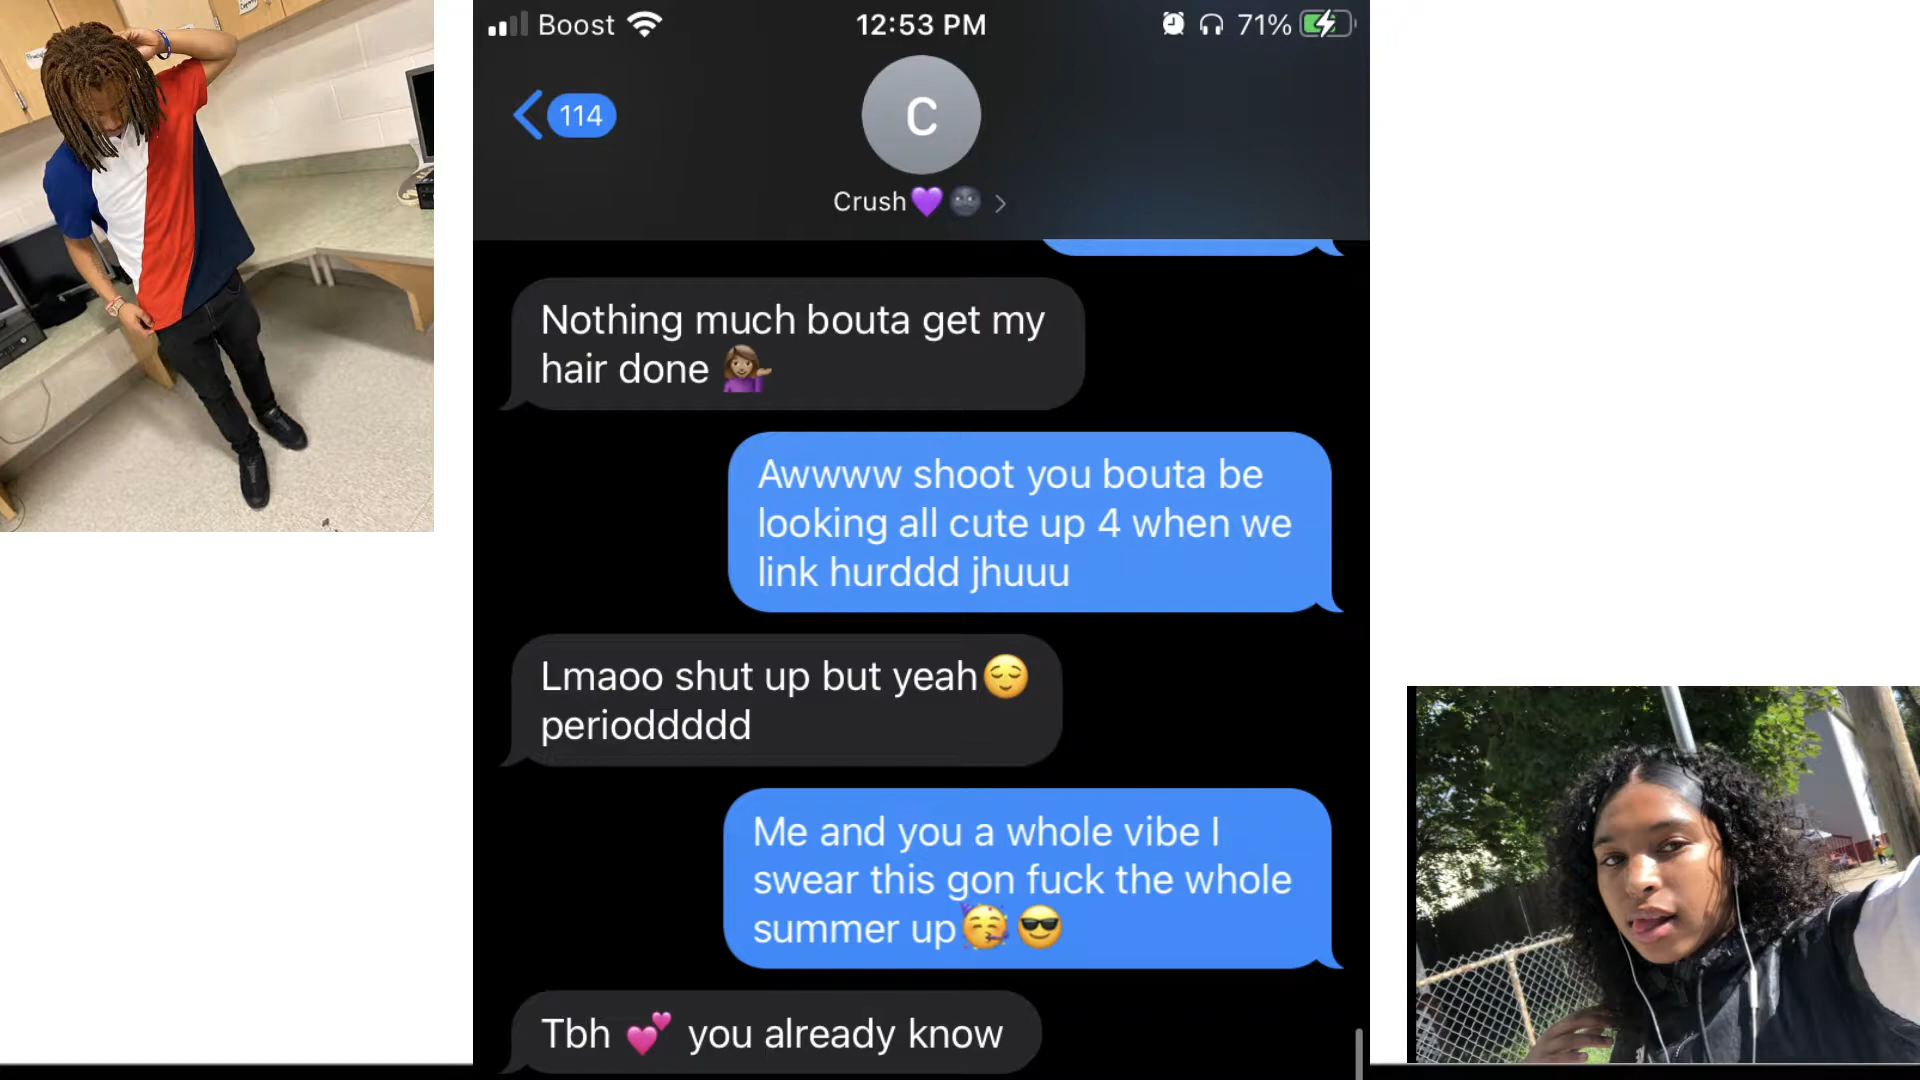 Boost 12:53 PM 71%
114
C
Crush💜🌚
Nothing much bouta get my
hair done 💁🏽‍♀️
Awwww shoot you bouta be
looking all cute up 4 when we
link hurddd jhuuu
Lmaoo shut up but yeah😌
perioddddd
Me and you a whole vibe I
swear this gon fuck the whole
summer up🥳😎
Tbh 💕 you already know